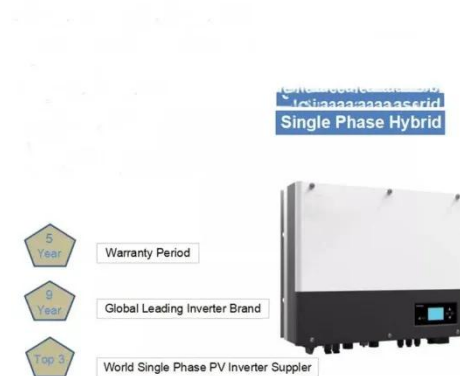 Single Phase Hybrid
5
Year
Warranty Period
9
Year
Global Leading Inverter Brand
Top 3
World Single Phase PV Inverter Suppler